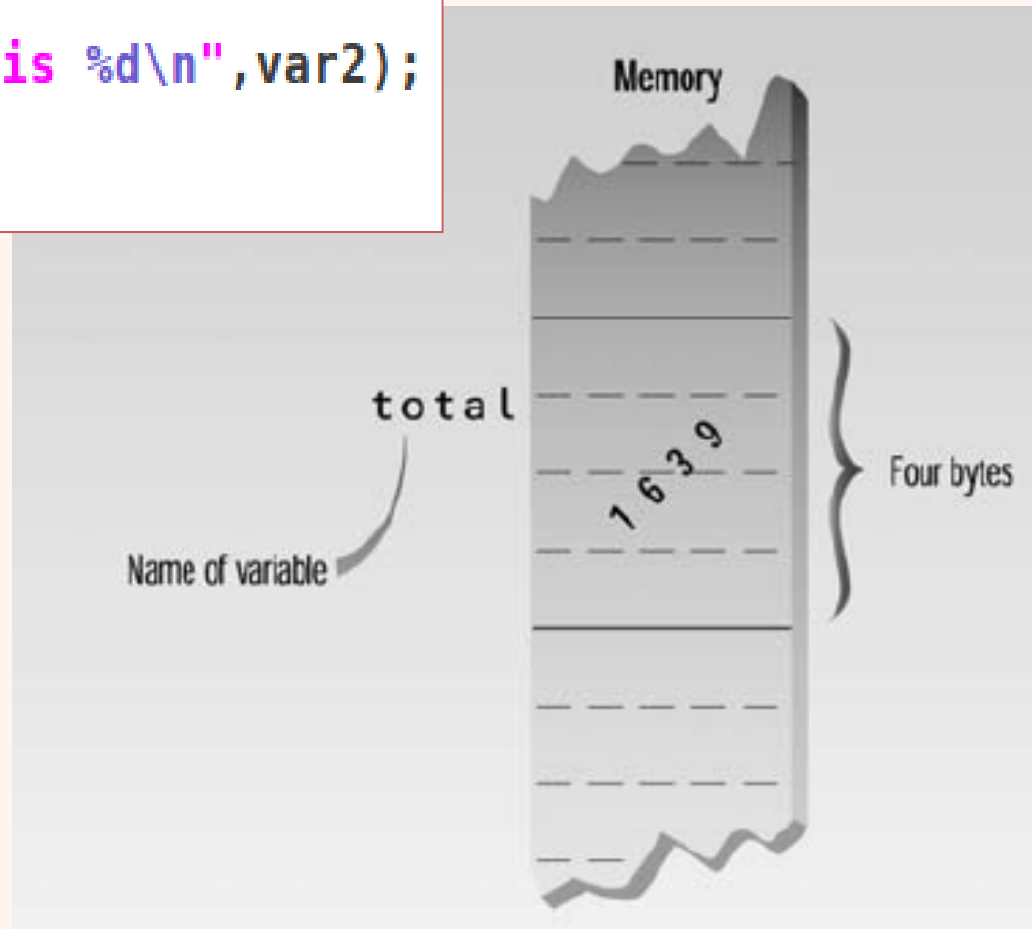 is %d\n",var2);
Memory
total
1639
Four bytes
Name of variable